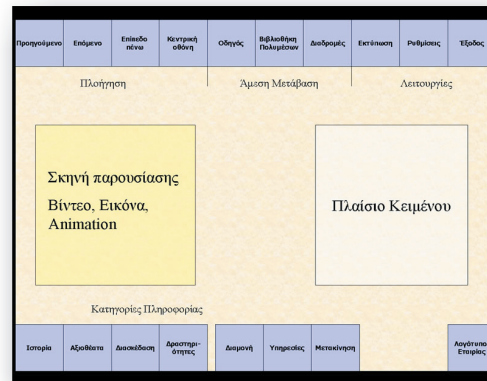 Προηγούμενο Επόμενο Επίπεδο πάνω Κεντρική οθόνη Οδηγός Βιβλιοθήκη Πολυμέσων Διαδρομές Εκτύπωση Ρυθμίσεις Έξοδος
Πλοήγηση Άμεση Μετάβαση Λειτουργίες
Σκηνή παρουσίασης
Βίντεο, Εικόνα,
Animation
Πλαίσιο Κειμένου
Κατηγορίες Πληροφορίας
Ιστορία Αξιοθέατα Διασκέδαση Δραστηρι-
ότητες Διαμονή Υπηρεσίες Μετακίνηση Λογότυπο
Εταιρίας